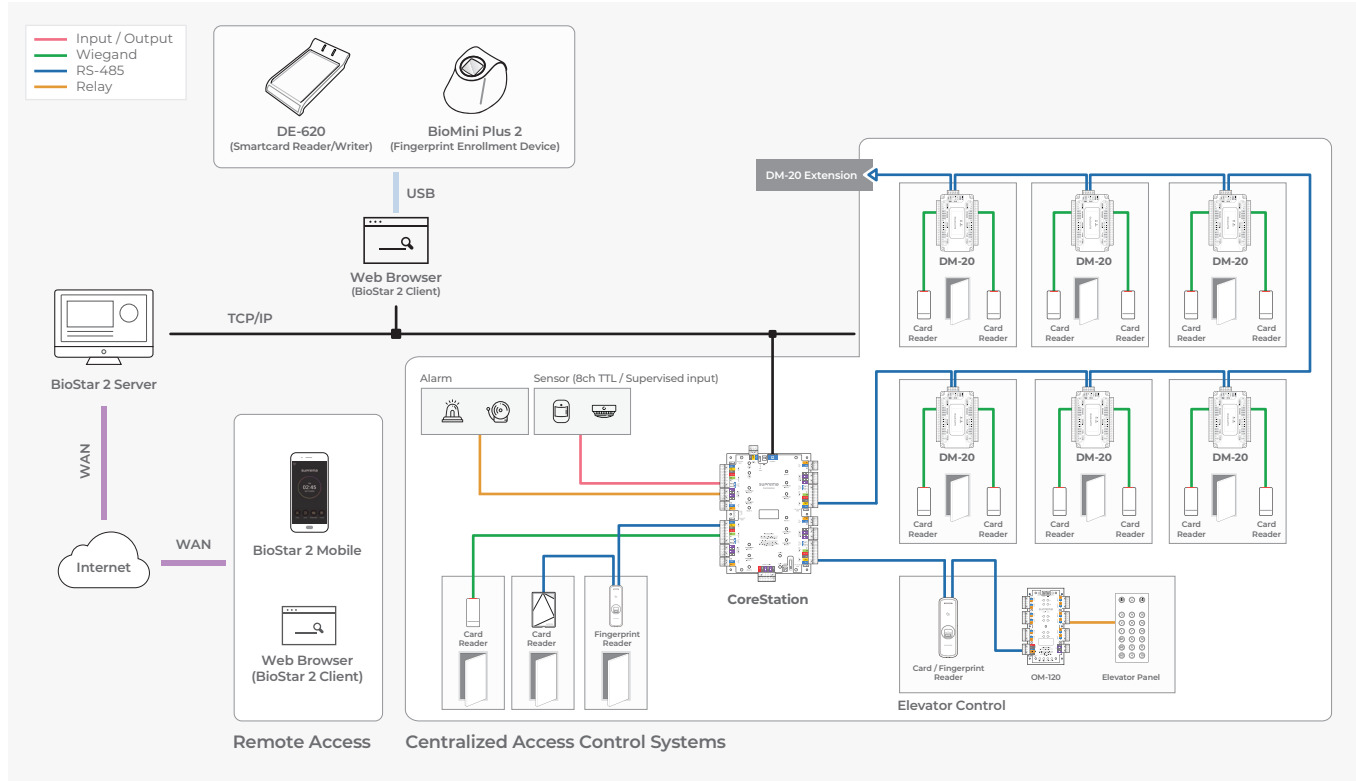 Input / Output
Wiegand
RS-485
Relay
DE-620
(Smartcard Reader/Writer)
BioMini Plus 2
(Fingerprint Enrollment Device)
USB
Web Browser
(BioStar 2 Client)
TCP/IP
BioStar 2 Server
WAN
Internet
WAN
BioStar 2 Mobile
Web Browser
(BioStar 2 Client)
Remote Access
DM-20 Extension
DM-20
Card
Reader
Card
Reader
DM-20
Card
Reader
Card
Reader
DM-20
Card
Reader
Card
Reader
DM-20
Card
Reader
Card
Reader
DM-20
Card
Reader
Card
Reader
DM-20
Card
Reader
Card
Reader
Alarm
Sensor (8ch TTL / Supervised input)
CoreStation
Card
Reader
Card
Reader
Fingerprint
Reader
Card / Fingerprint
Reader
OM-120
Elevator Panel
Elevator Control
Centralized Access Control Systems